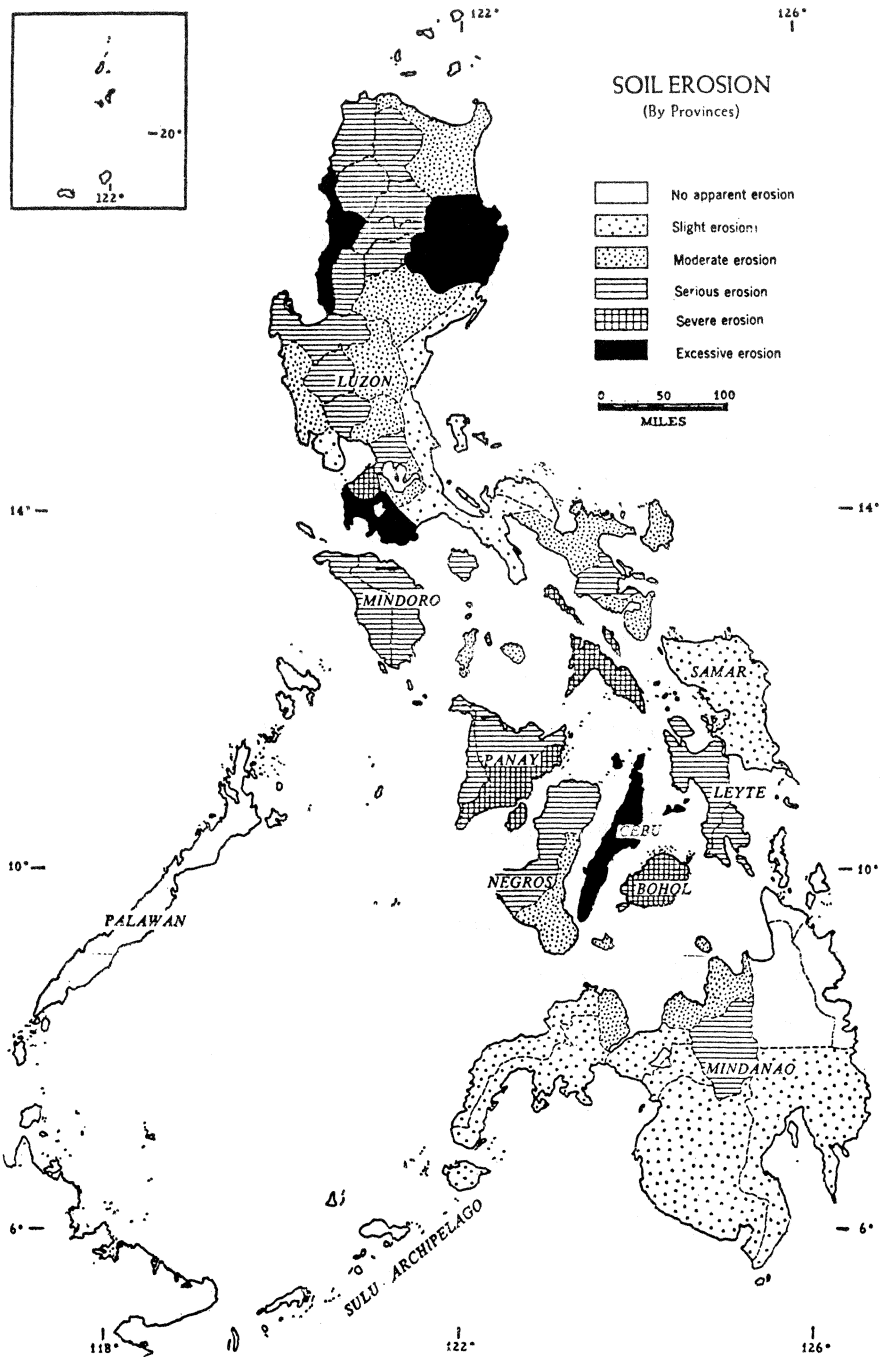 122°
126°
SOIL EROSION
(By Provinces)
20°
122°
No apparent erosion
Slight erosion
Moderate erosion
Serious erosion
Severe erosion
Excessive erosion
0 50 100
MILES
LUZON
14°
14°
MINDORO
SAMAR
PANAY
LEYTE
CEBU
10°
10°
NEGROS
BOHOL
PALAWAN
MINDANAO
6°
6°
SULU ARCHIPELAGO
118°
122°
126°